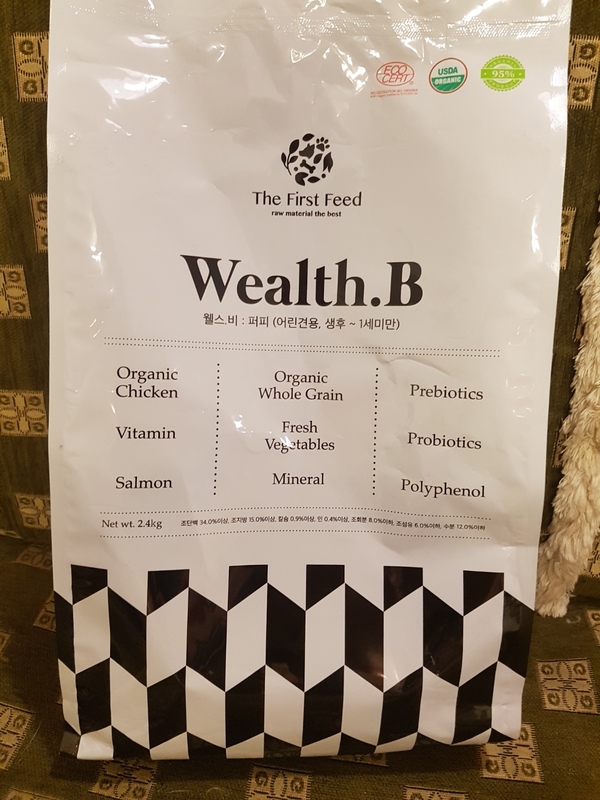 ECO
CERT
USDA
ORGANIC
95%
The First Feed
raw material the best
Wealth.B
웰스.비 : 퍼피 (어린견용, 생후 ~ 1세미만)
Organic
Chicken
Vitamin
Salmon
Organic
Whole Grain
Fresh
Vegetables
Mineral
Prebiotics
Probiotics
Polyphenol
Net wt. 2.4kg
조단백 34.0%이상, 조지방 15.0%이상, 칼슘 0.9%이상, 인 0.4%이상, 조회분 8.0%이하, 조섬유 6.0%이하, 수분 12.0%이하